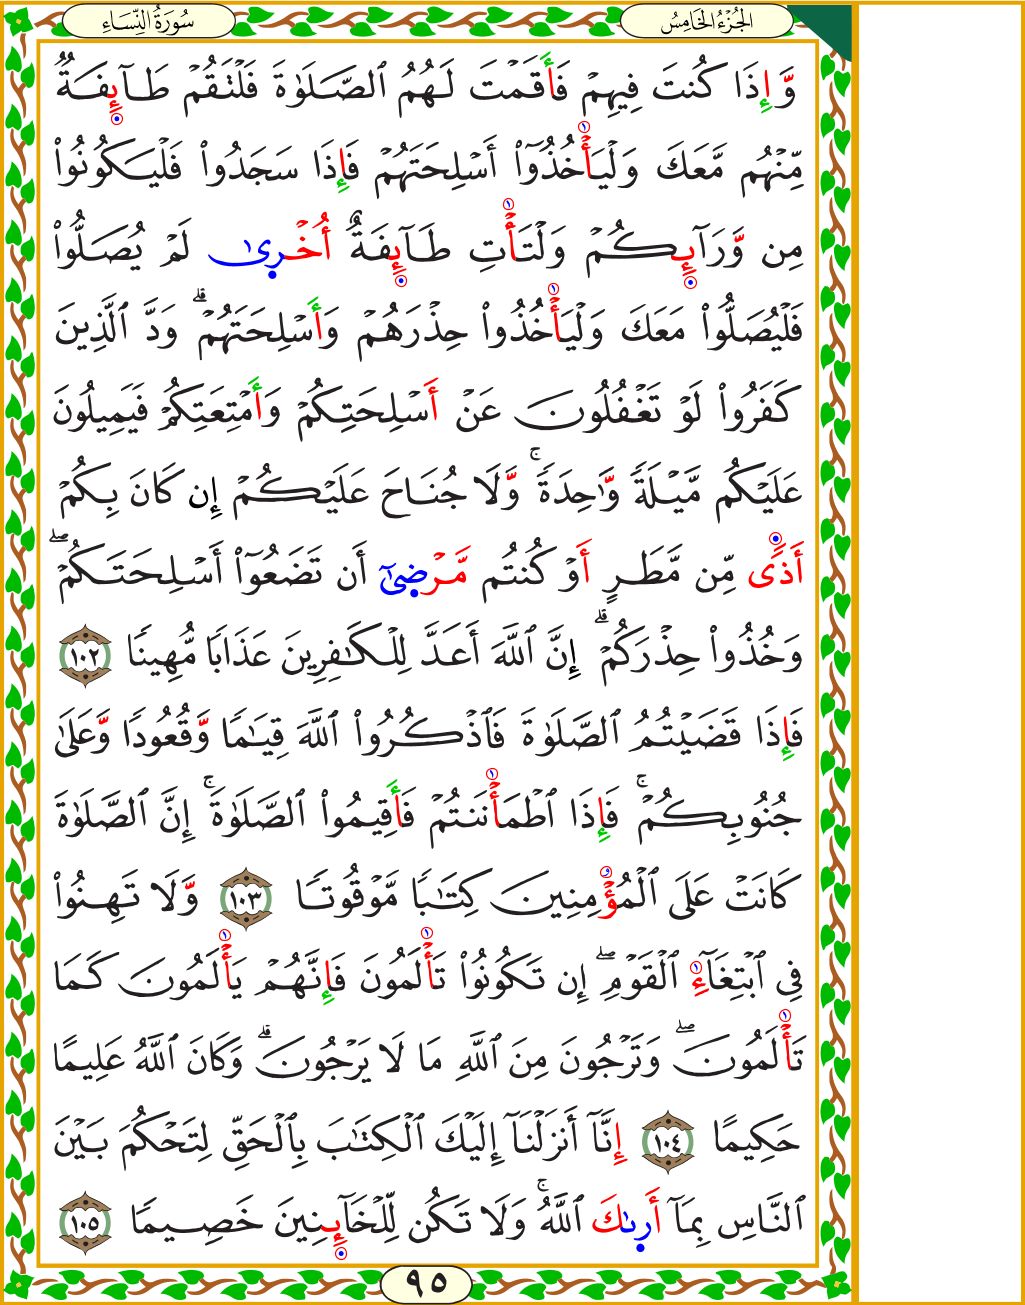 الجُزْءُ الخَامِسُ سُورَةُ النِّسَاءِ
وَّإِذَا كُنتَ فِيهِمْ فَأَقَمْتَ لَهُمُ ٱلصَّلَوٰةَ فَلْتَقُمْ طَآئِفَةٌ
مِّنْهُم مَّعَكَ وَلْيَأْخُذُوٓا۟ أَسْلِحَتَهُمْ فَإِذَا سَجَدُوا۟ فَلْيَكُونُوا۟
مِن وَّرَآئِكُمْ وَلْتَأْتِ طَآئِفَةٌ أُخْرَىٰ لَمْ يُصَلُّوا۟
فَلْيُصَلُّوا۟ مَعَكَ وَلْيَأْخُذُوا۟ حِذْرَهُمْ وَأَسْلِحَتَهُمْ ۗ وَدَّ ٱلَّذِينَ
كَفَرُوا۟ لَوْ تَغْفُلُونَ عَنْ أَسْلِحَتِكُمْ وَأَمْتِعَتِكُمْ فَيَمِيلُونَ
عَلَيْكُم مَّيْلَةً وَّٰحِدَةً ۚ وَّلَا جُنَاحَ عَلَيْكُمْ إِن كَانَ بِكُمْ
أَذًى مِّن مَّطَرٍ أَوْ كُنتُم مَّرْضَىٰٓ أَن تَضَعُوٓا۟ أَسْلِحَتَكُمْ ۖ
وَخُذُوا۟ حِذْرَكُمْ ۗ إِنَّ ٱللَّهَ أَعَدَّ لِلْكَٰفِرِينَ عَذَابًا مُّهِينًا ١٠٢
فَإِذَا قَضَيْتُمُ ٱلصَّلَوٰةَ فَٱذْكُرُوا۟ ٱللَّهَ قِيَٰمًا وَّقُعُودًا وَّعَلَىٰ
جُنُوبِكُمْ ۚ فَإِذَا ٱطْمَأْنَنتُمْ فَأَقِيمُوا۟ ٱلصَّلَوٰةَ ۚ إِنَّ ٱلصَّلَوٰةَ
كَانَتْ عَلَى ٱلْمُؤْمِنِينَ كِتَٰبًا مَّوْقُوتًا ١٠٣ وَّلَا تَهِنُوا۟
فِى ٱبْتِغَآءِ ٱلْقَوْمِ ۖ إِن تَكُونُوا۟ تَأْلَمُونَ فَإِنَّهُمْ يَأْلَمُونَ كَمَا
تَأْلَمُونَ ۖ وَتَرْجُونَ مِنَ ٱللَّهِ مَا لَا يَرْجُونَ ۗ وَكَانَ ٱللَّهُ عَلِيمًا
حَكِيمًا ١٠٤ إِنَّآ أَنزَلْنَآ إِلَيْكَ ٱلْكِتَٰبَ بِٱلْحَقِّ لِتَحْكُمَ بَيْنَ
ٱلنَّاسِ بِمَآ أَرَىٰكَ ٱللَّهُ ۚ وَلَا تَكُن لِّلْخَآئِنِينَ خَصِيمًا ١٠٥
٩٥